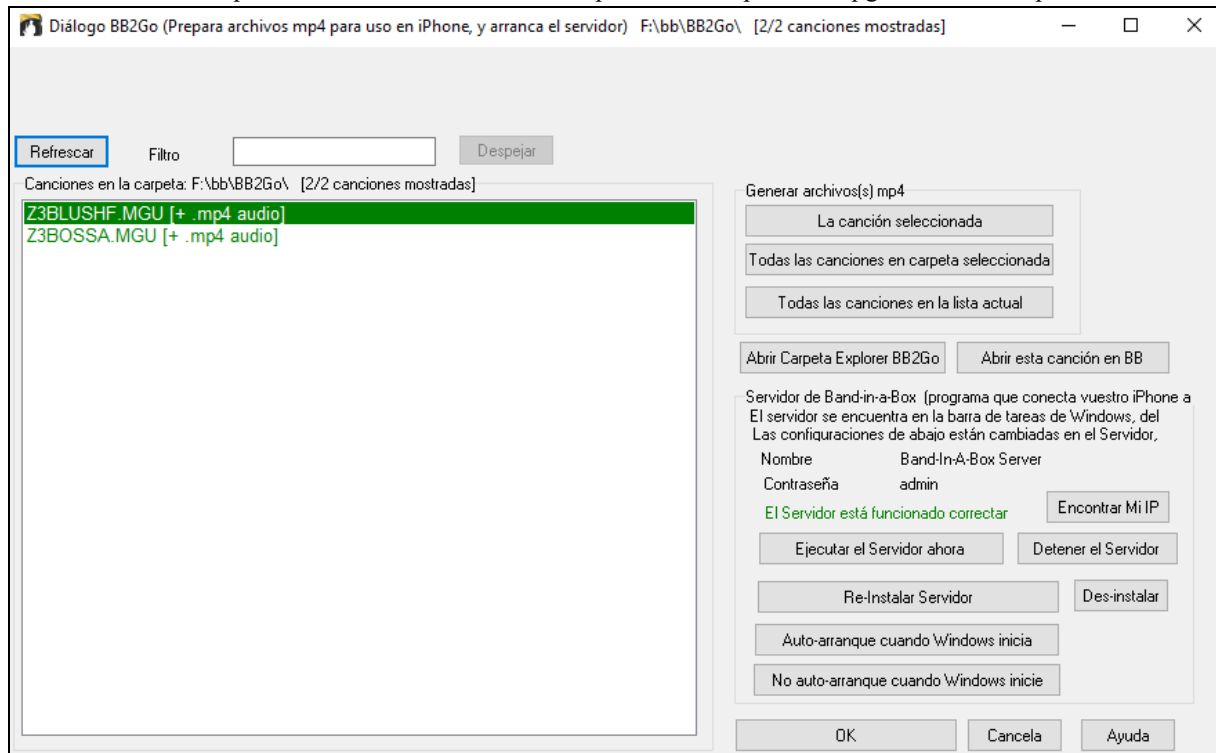 Diálogo BB2Go (Prepara archivos mp4 para uso en iPhone, y arranca el servidor) F:\bb\BB2Go\ [2/2 canciones mostradas]
Refrescar Filtro Despejar
Canciones en la carpeta: F:\bb\BB2Go\ [2/2 canciones mostradas]
Z3BLUSHF.MGU [+ .mp4 audio]
Z3BOSSA.MGU [+ .mp4 audio]
Generar archivos(s) mp4
La canción seleccionada
Todas las canciones en carpeta seleccionada
Todas las canciones en la lista actual
Abrir Carpeta Explorer BB2Go Abrir esta canción en BB
Servidor de Band-in-a-Box (programa que conecta vuestro iPhone a
El servidor se encuentra en la barra de tareas de Windows, del
Las configuraciones de abajo están cambiadas en el Servidor,
Nombre Band-In-A-Box Server
Contraseña admin
El Servidor está funcionado correctar Encontrar Mi IP
Ejecutar el Servidor ahora Detener el Servidor
Re-Instalar Servidor Des-instalar
Auto-arranque cuando Windows inicia
No auto-arranque cuando Windows inicie
OK Cancela Ayuda